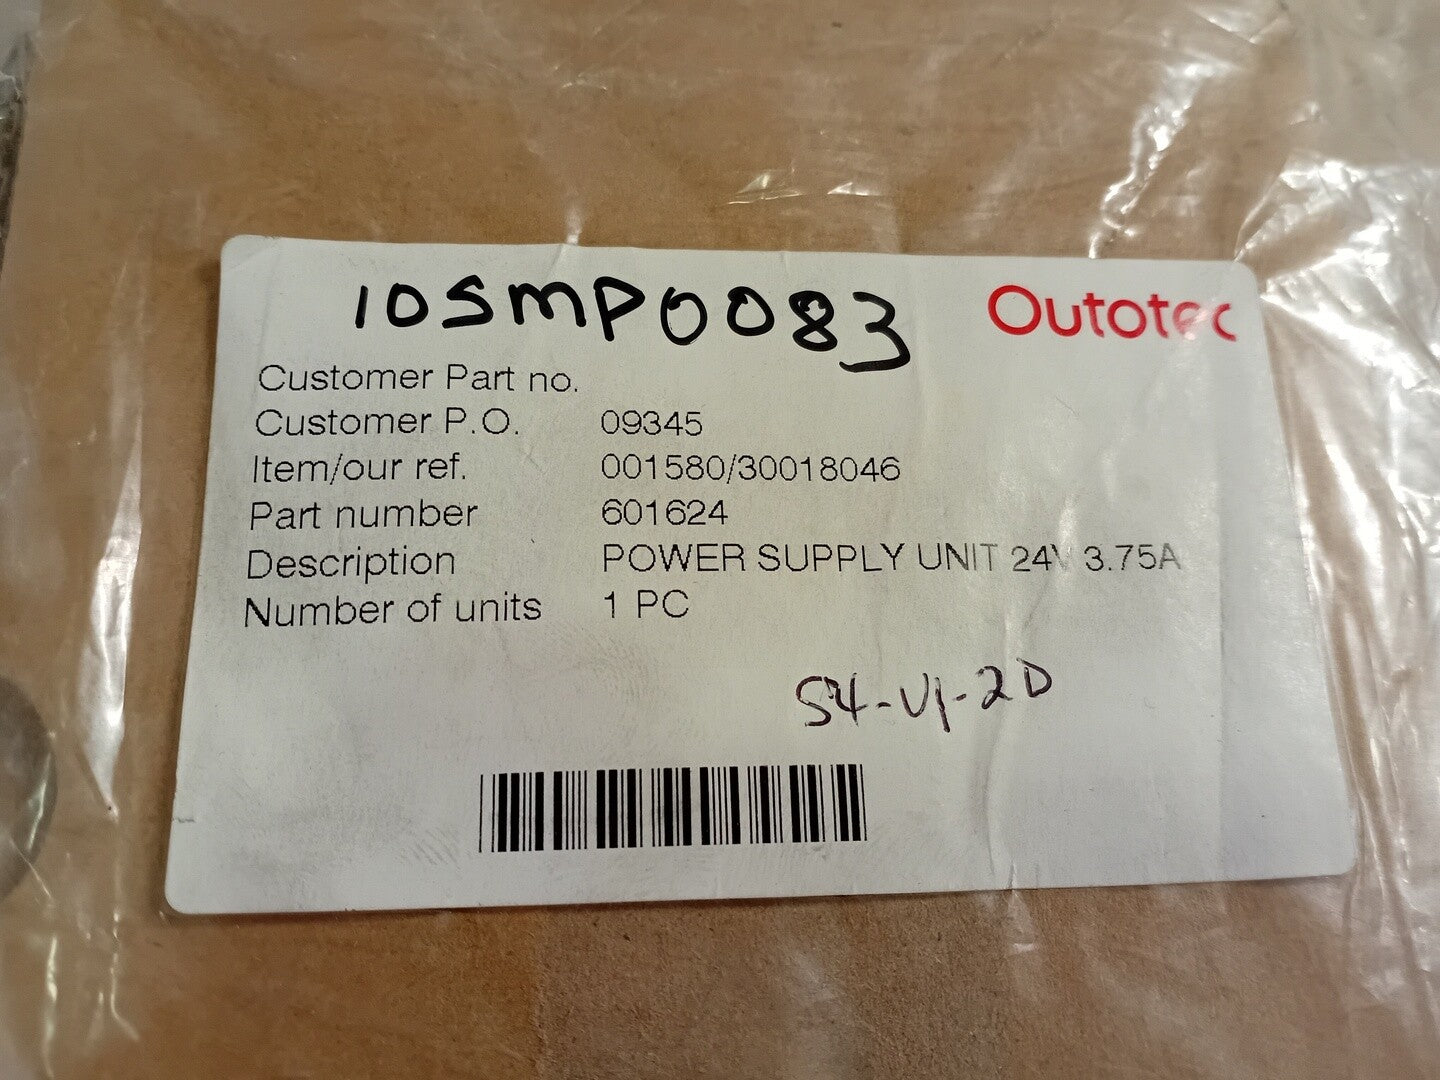 10SMP0083
Outotec
Customer Part no.
Customer P.O. 09345
Item/our ref. 001580/30018046
Part number 601624
Description POWER SUPPLY UNIT 24V 3.75A
Number of units 1 PC
S4-V1-2D